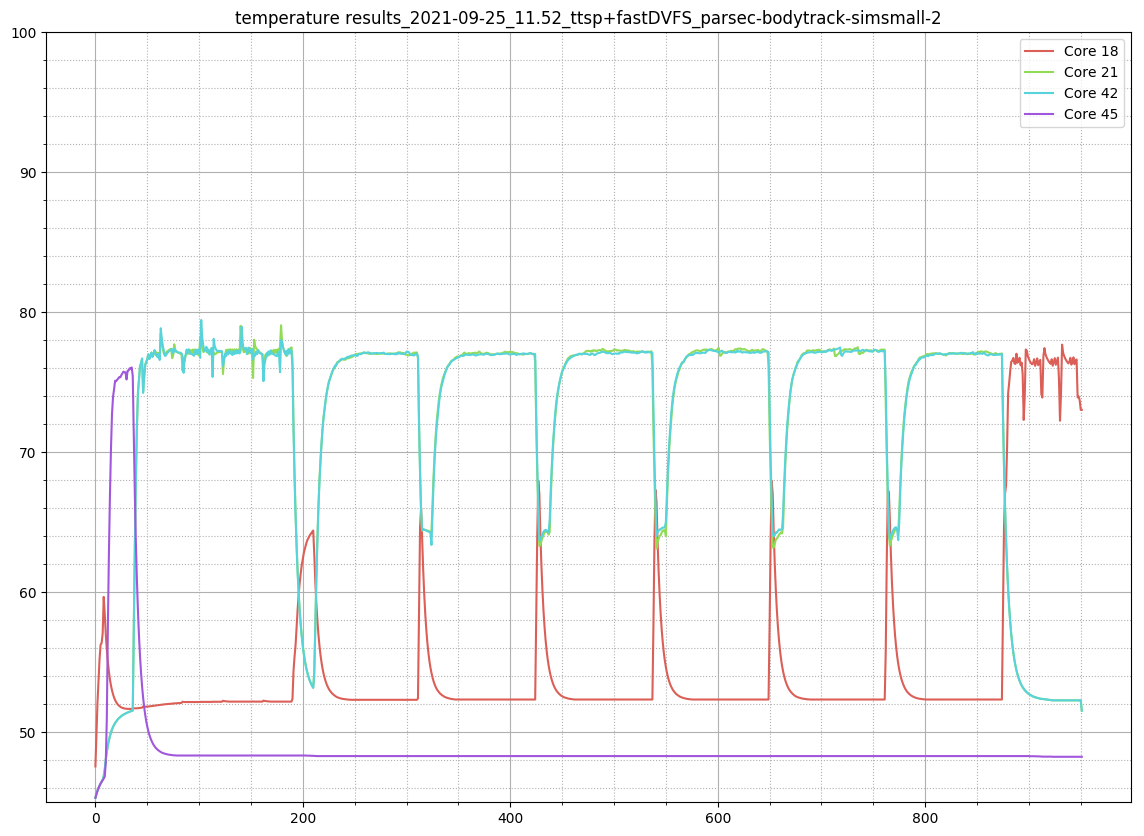 temperature results_2021-09-25_11.52_ttsp+fastDVFS_parsec-bodytrack-simsmall-2
100
90
80
70
60
50
0
200
400
600
800
Core 18
Core 21
Core 42
Core 45